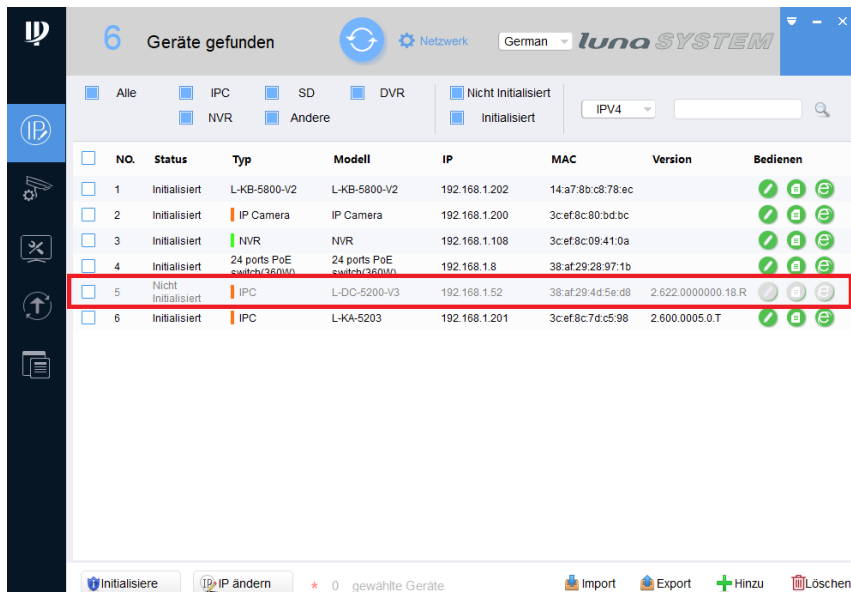 6 Geräte gefunden Netzwerk German luna SYSTEM
Alle IPC SD DVR Nicht Initialisiert
NVR Andere Initialisiert IPV4
NO. Status Typ Modell IP MAC Version Bedienen
1 Initialisiert L-KB-5800-V2 L-KB-5800-V2 192.168.1.202 14:a7:8b:c8:78:ec
2 Initialisiert IP Camera IP Camera 192.168.1.200 3c:ef:8c:80:bd:bc
3 Initialisiert NVR NVR 192.168.1.108 3c:ef:8c:09:41:0a
4 Initialisiert 24 ports PoE switch(360W) 24 ports PoE switch(360W) 192.168.1.8 38:af:29:28:97:1b
5 Nicht Initialisiert IPC L-DC-5200-V3 192.168.1.52 38:af:29:4d:5e:d8 2.622.0000000.18.R
6 Initialisiert IPC L-KA-5203 192.168.1.201 3c:ef:8c:7d:c5:98 2.600.0005.0.T
Initialisiere IP IP ändern * 0 gewählte Geräte Import Export Hinzu Löschen